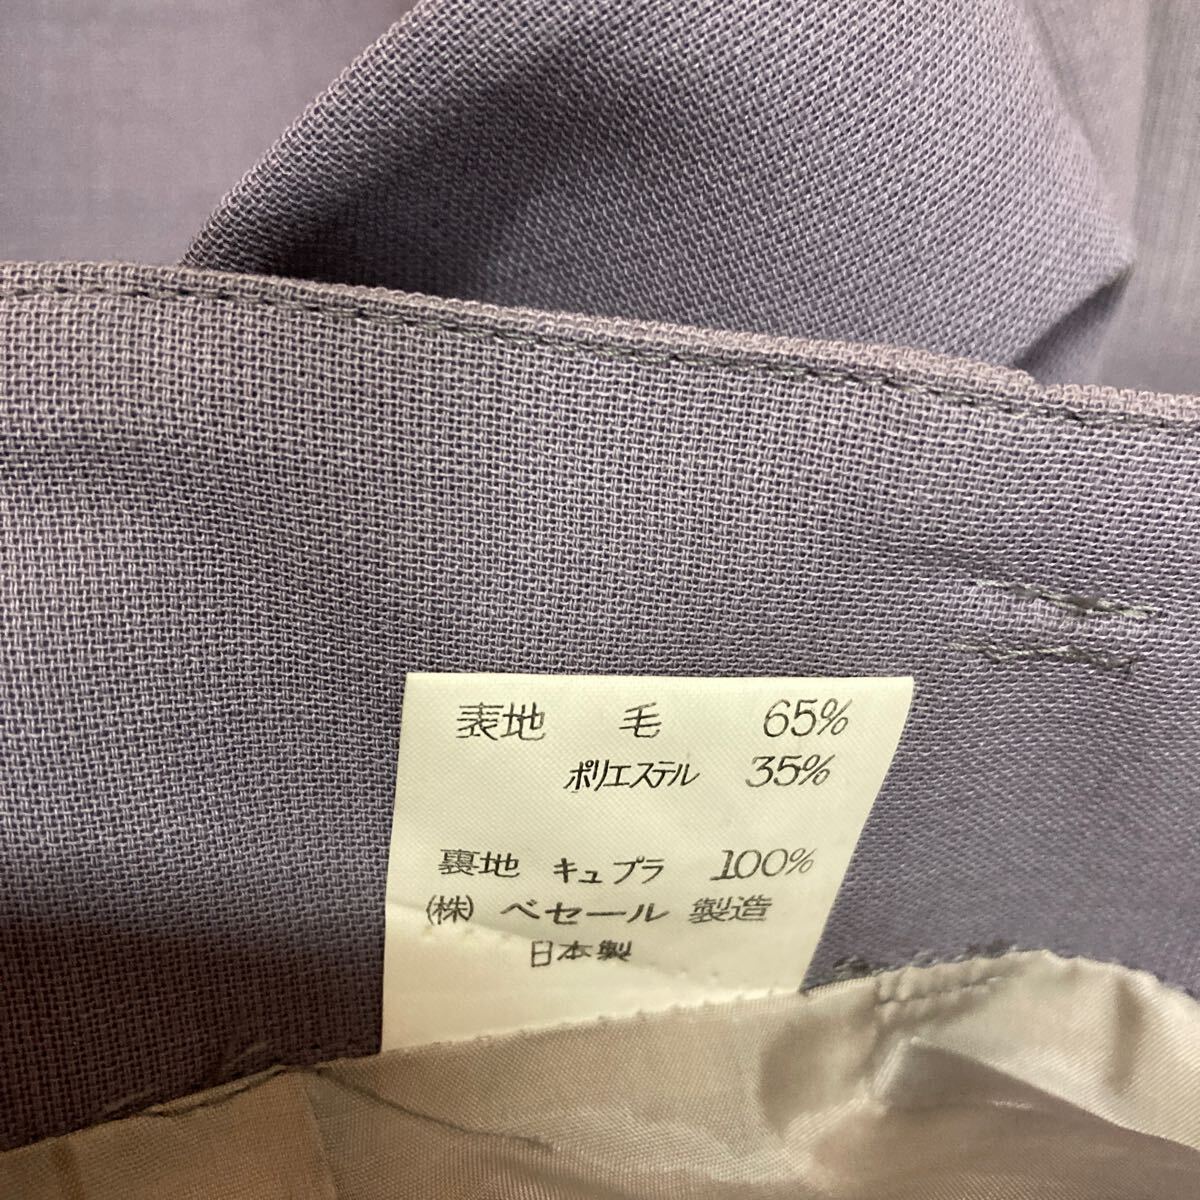 表地 毛 65%
ポリエステル 35%
裏地 キュプラ 100%
(株) ベセール 製造
日本製